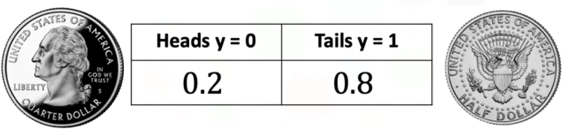 UNITED STATES OF AMERICA
LIBERTY
IN
GOD WE
TRUST
S
QUARTER DOLLAR
Heads y = 0 Tails y = 1
0.2 0.8
UNITED STATES OF AMERICA
HALF DOLLAR